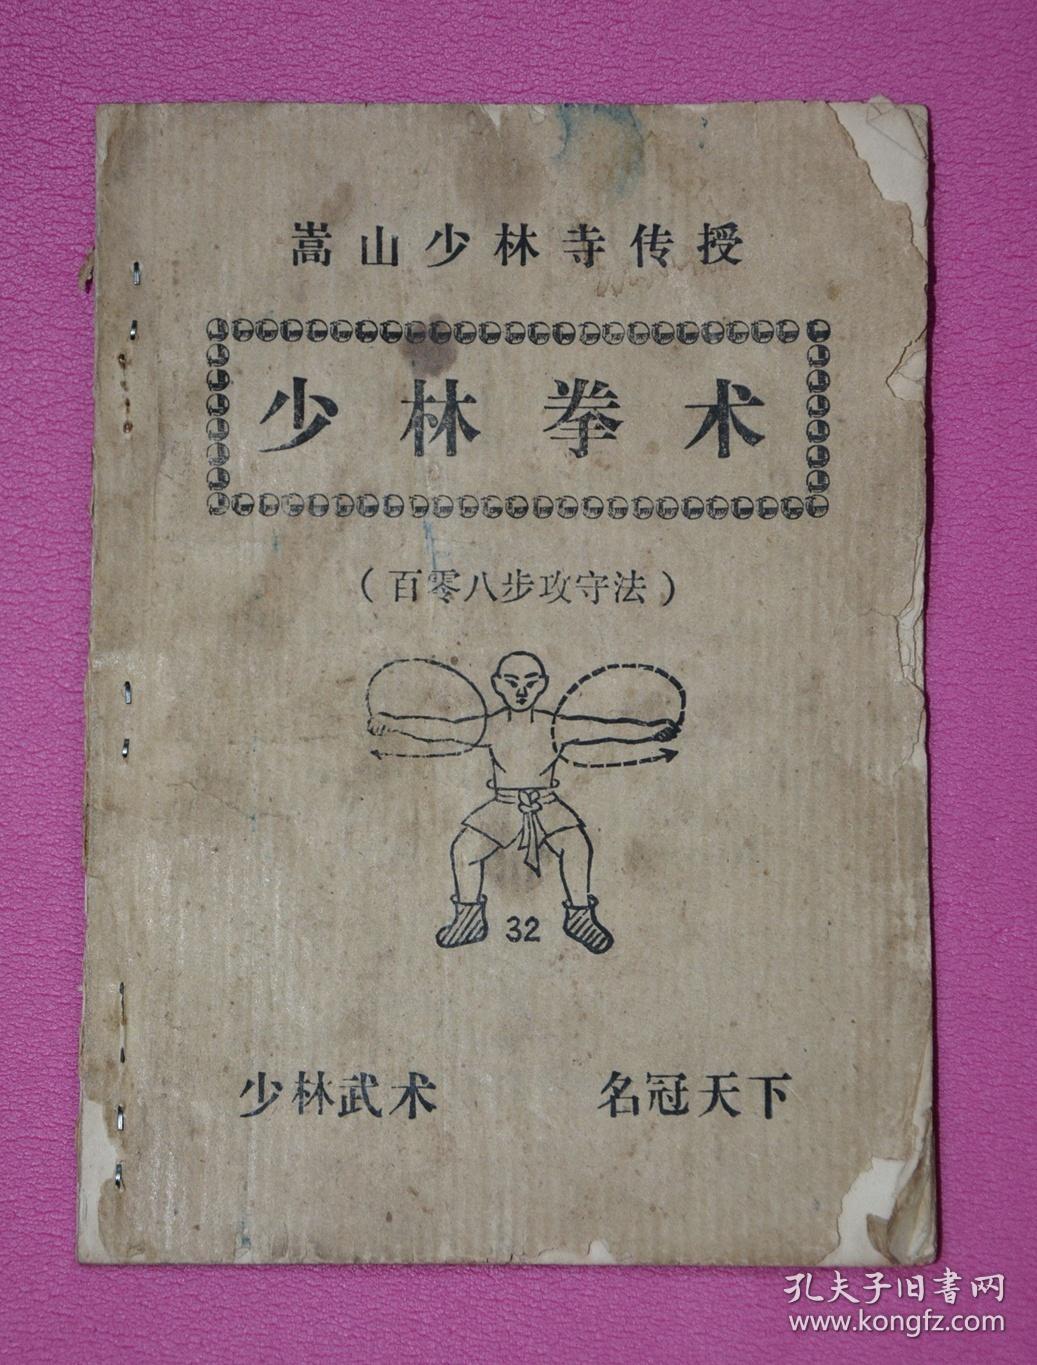 嵩山少林寺传授
少林拳术
（百零八步攻守法）
32
少林武术 名冠天下
孔夫子旧书网
www.kongfz.com